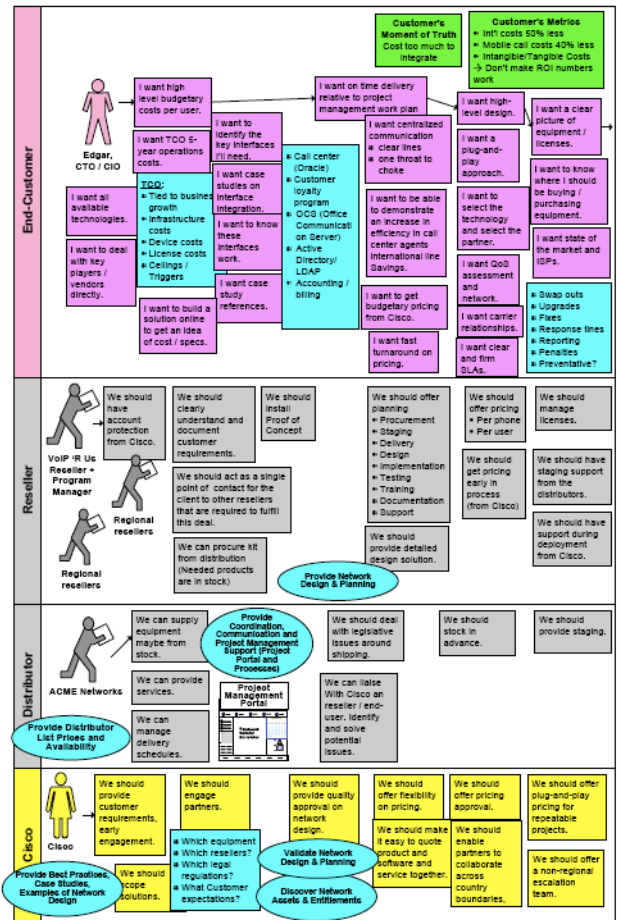 Customer's
Moment of Truth
Cost too much to
integrate
Customer's Metrics
Int'l costs 50% less
Mobile call costs 40% less
Intangible/Tangible Costs
→ Don't make ROI numbers
work
End-Customer
Edgar,
CTO / CIO
I want high
level budgetary
costs per user.
I want on time delivery
relative to project
management work plan
I want high-
level design.
I want a clear
picture of
equipment /
licenses.
I want TCO 5-
year operations
costs.
I want to
identify the
key interfaces
I'll need.
I want centralized
communication
clear lines
one threat to
choke
I want a
plug-and-
play
approach.
I want to know
where I should
be buying /
purchasing
equipment.
I want all
available
technologies.
TCO:
Tied to busines
growth
Infrastructure
costs
Device costs
License costs
Ceilings /
Triggers
I want case
studies on
interface
integration.
Call center
(Oracle)
Customer
loyalty
program
OCS (Office
Communicati
on Server)
Active
Directory/
LDAP
Accounting /
billing
I want to be able
to demonstrate
an increase in
efficiency in call
center agents
international line
Savings.
I want to
select the
technology
and select the
partner.
I want state of
the market and
ISPs.
I want to deal
with key
players /
vendors
directly.
I want to know
these
interfaces
work.
I want QoS
assessment
and
network.
I want to build a
solution online
to get an idea
of cost / specs.
I want case
study
references.
I want to get
budgetary pricing
from Cisco.
I want carrier
relationships.
Swap outs
Upgrades
Fixes
Response times
Reporting
Penalties
Preventative?
I want fast
turnaround on
pricing.
I want clear
and firm
SLAs.
Reseller
VoIP 'R Us
Reseller +
Program
Manager
Regional
resellers
Regional
resellers
We should
have
account
protection
from Cisco.
We should
clearly
understand and
document
customer
requirements.
We should
install
Proof of
Concept
We should offer
planning
Procurement
Staging
Delivery
Design
Implementation
Testing
Training
Documentation
Support
We should
offer pricing
• Per phone
• Per user
We should
manage
licenses.
We should act as a single
point of contact for the
client to other resellers
that are required to fulfill
this deal.
We should
get pricing
early in
process
(from Cisco)
We should have
staging support
from the
distributors.
We can procure kit
from distribution
(Needed products
are in stock)
We should
provide detailed
design solution.
We should have
support during
deployment
from Cisco.
Provide Network
Design & Planning
Distributor
ACME Networks
We can supply
equipment
maybe from
stock.
Provide
Coordination,
Communication and
Project Management
Support (Project
Portal and
Processes)
We should deal
with legislative
issues around
shipping.
We should
stock in
advance.
We should
provide staging.
We can provide
services.
Project
Management
Portal
We can liaise
With Cisco an
reseller / end-
user. Identify
and solve
potential
issues.
Provide Distributor
List Prices and
Availability
We can
manage
delivery
schedules.
Cisco
Cisco
We should
provide
customer
requirements,
early
engagement.
We should
engage
partners.
We should
provide quality
approval on
network
design.
We should
offer flexibility
on pricing.
We should
offer pricing
approval.
We should offer
plug-and-play
pricing for
repeatable
projects.
Which equipment
Which resellers?
Which legal
regulations?
What Customer
expectations?
We should make
it easy to quote
product and
software and
service together.
We should
enable
partners to
collaborate
across
country
boundaries,
We should offer
a non-regional
escalation
team.
Validate Network
Design & Planning
Provide Best Practices,
Case Studies,
Examples of Network
Design
We should
scope
solutions.
Discover Network
Assets & Entitlements